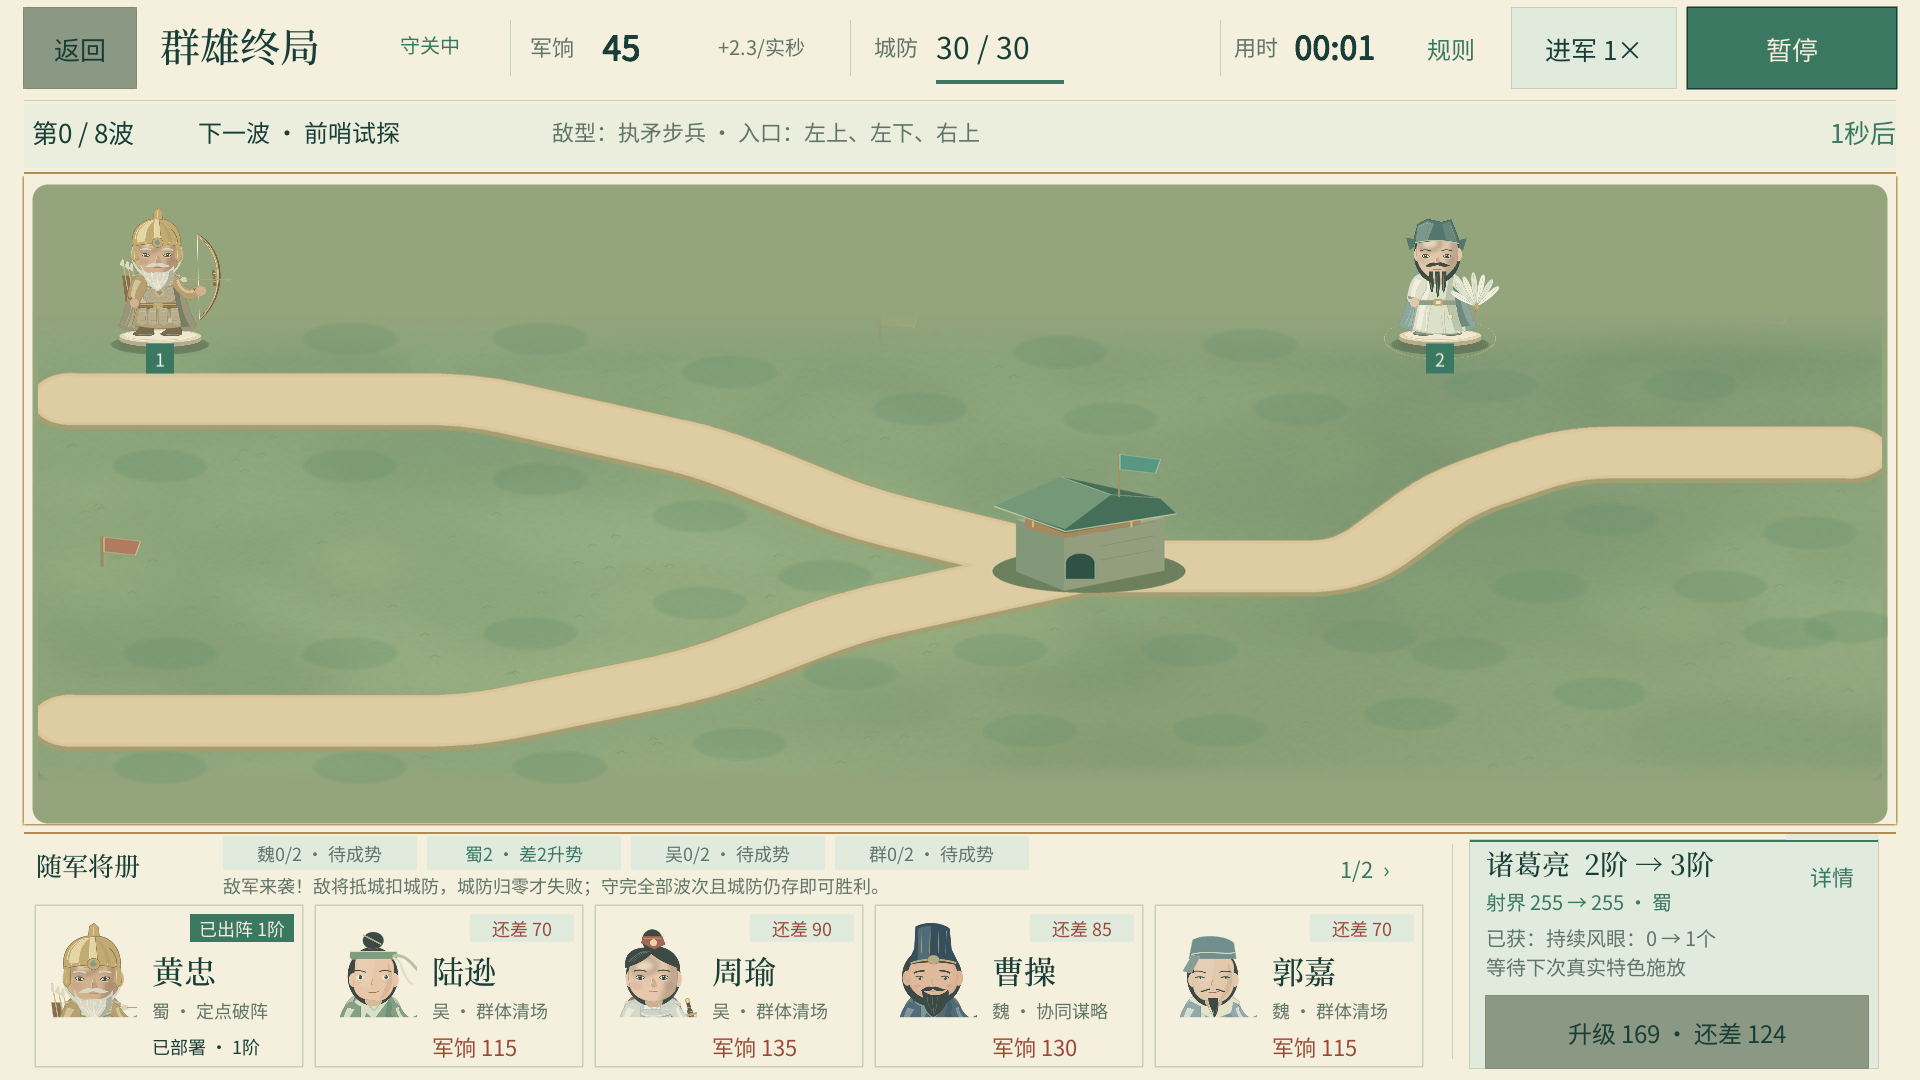 返回
群雄终局
守关中
军饷 45
+2.3/实秒
城防 30 / 30
用时 00:01
规则
进军 1×
暂停
第0 / 8波
下一波 · 前哨试探
敌型：执矛步兵 · 入口：左上、左下、右上
1秒后
1
2
随军将册
魏0/2 · 待成势
蜀2 · 差2升势
吴0/2 · 待成势
群0/2 · 待成势
敌军来袭！敌将抵城扣城防，城防归零才失败；守完全部波次且城防仍存即可胜利。
1/2 ›
已出阵 1阶
黄忠
蜀 · 定点破阵
已部署 · 1阶
还差 70
陆逊
吴 · 群体清场
军饷 115
还差 90
周瑜
吴 · 群体清场
军饷 135
还差 85
曹操
魏 · 协同谋略
军饷 130
还差 70
郭嘉
魏 · 群体清场
军饷 115
诸葛亮 2阶 → 3阶
详情
射界 255 → 255 · 蜀
已获：持续风眼：0 → 1个
等待下次真实特色施放
升级 169 · 还差 124